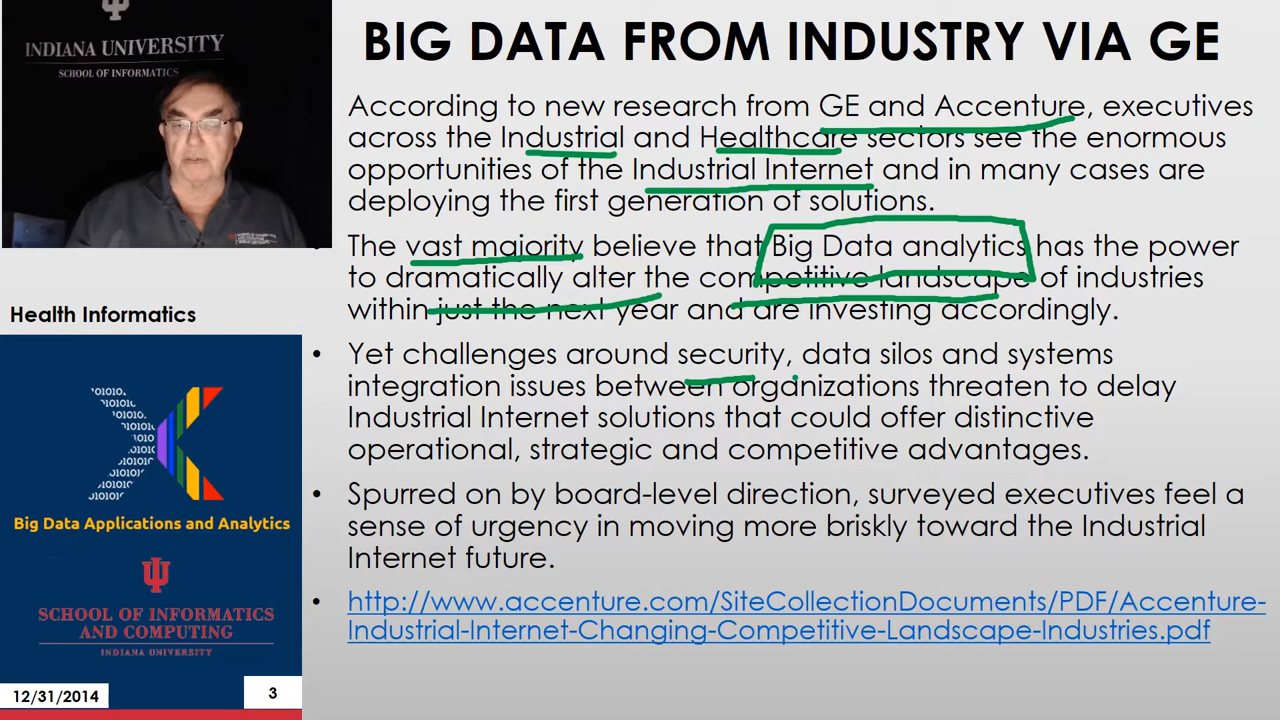 INDIANA UNIVERSITY
SCHOOL OF INFORMATICS
BIG DATA FROM INDUSTRY VIA GE
According to new research from GE and Accenture, executives
across the Industrial and Healthcare sectors see the enormous
opportunities of the Industrial Internet and in many cases are
deploying the first generation of solutions.
• The vast majority believe that Big Data analytics has the power
to dramatically alter the competitive landscape of industries
within just the next year and are investing accordingly.
• Yet challenges around security, data silos and systems
integration issues between organizations threaten to delay
Industrial Internet solutions that could offer distinctive
operational, strategic and competitive advantages.
• Spurred on by board-level direction, surveyed executives feel a
sense of urgency in moving more briskly toward the Industrial
Internet future.
• http://www.accenture.com/SiteCollectionDocuments/PDF/Accenture-
Industrial-Internet-Changing-Competitive-Landscape-Industries.pdf
Health Informatics
Big Data Applications and Analytics
SCHOOL OF INFORMATICS
AND COMPUTING
INDIANA UNIVERSITY
12/31/2014
3